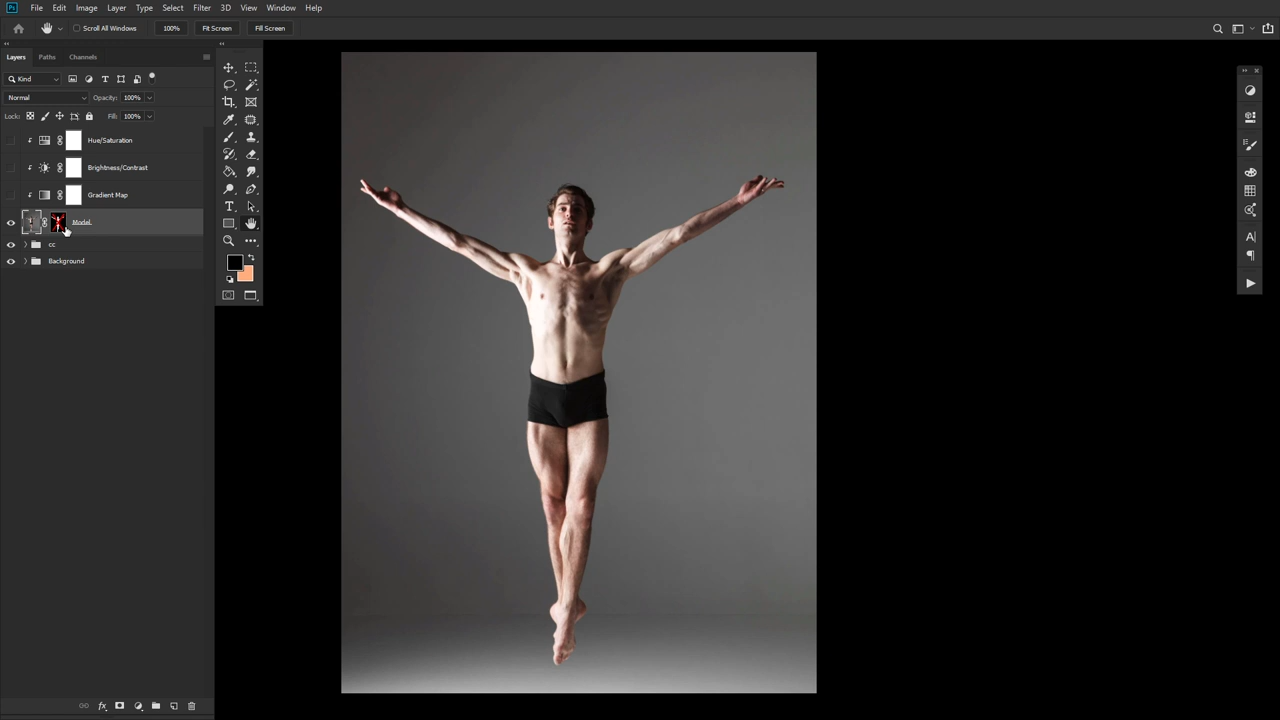 Ps File Edit Image Layer Type Select Filter 3D View Window Help
Scroll All Windows 100% Fit Screen Fill Screen
Layers Paths Channels
Kind
Normal Opacity: 100%
Lock: Fill: 100%
Hue/Saturation
Brightness/Contrast
Gradient Map
Model
cc
Background